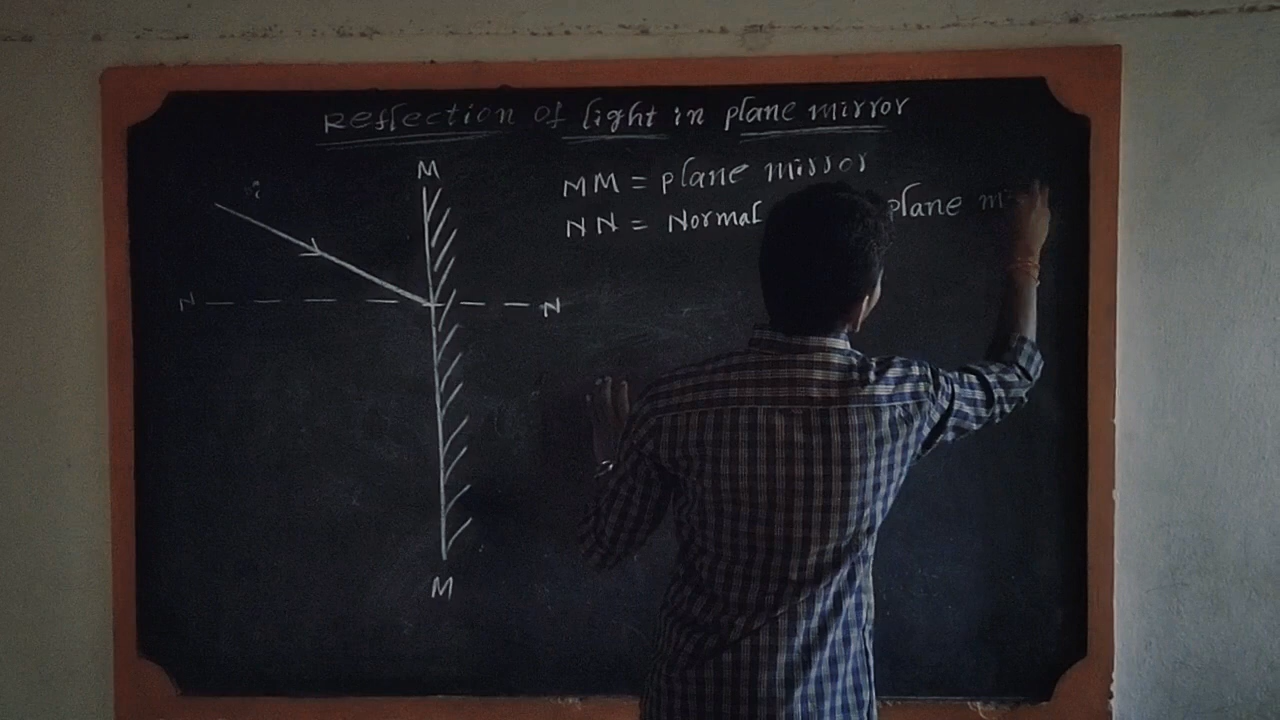 Reflection of light in plane mirror
MM = plane mirror
NN = Normal plane
M
i
N
N
M